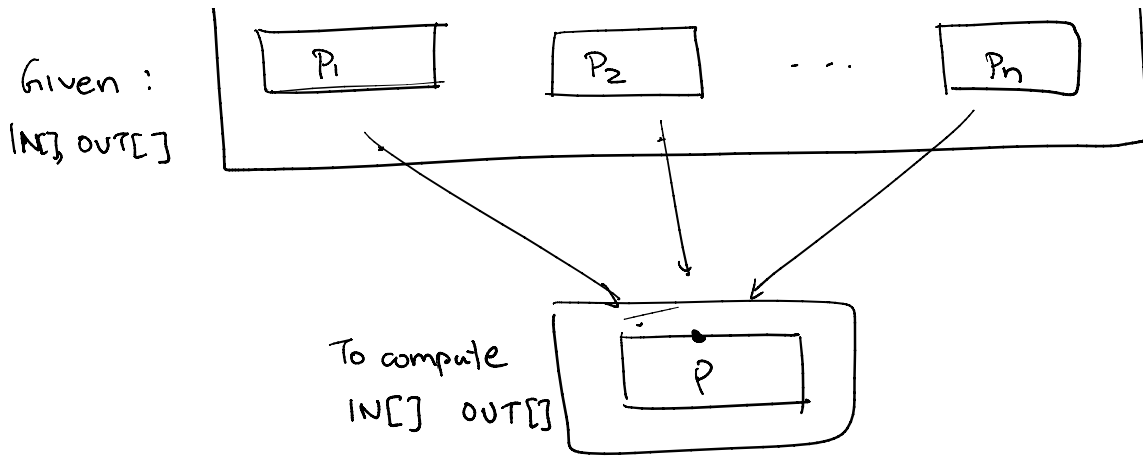 P1 P2 ... Pn
Given :
IN[], OUT[]
P
To compute
IN[] OUT[]